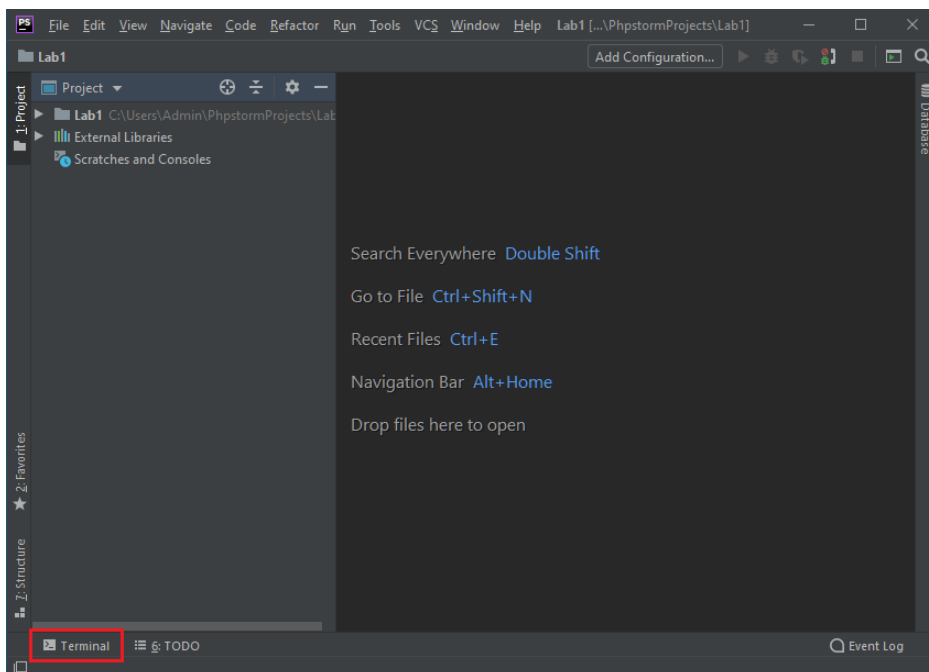 PS File Edit View Navigate Code Refactor Run Tools VCS Window Help Lab1 [...\PhpstormProjects\Lab1]
Lab1
Add Configuration...
1: Project
Project
Lab1 C:\Users\Admin\PhpstormProjects\Lab
External Libraries
Scratches and Consoles
Database
Search Everywhere Double Shift
Go to File Ctrl+Shift+N
Recent Files Ctrl+E
Navigation Bar Alt+Home
Drop files here to open
2: Favorites
7: Structure
Terminal
6: TODO
Event Log